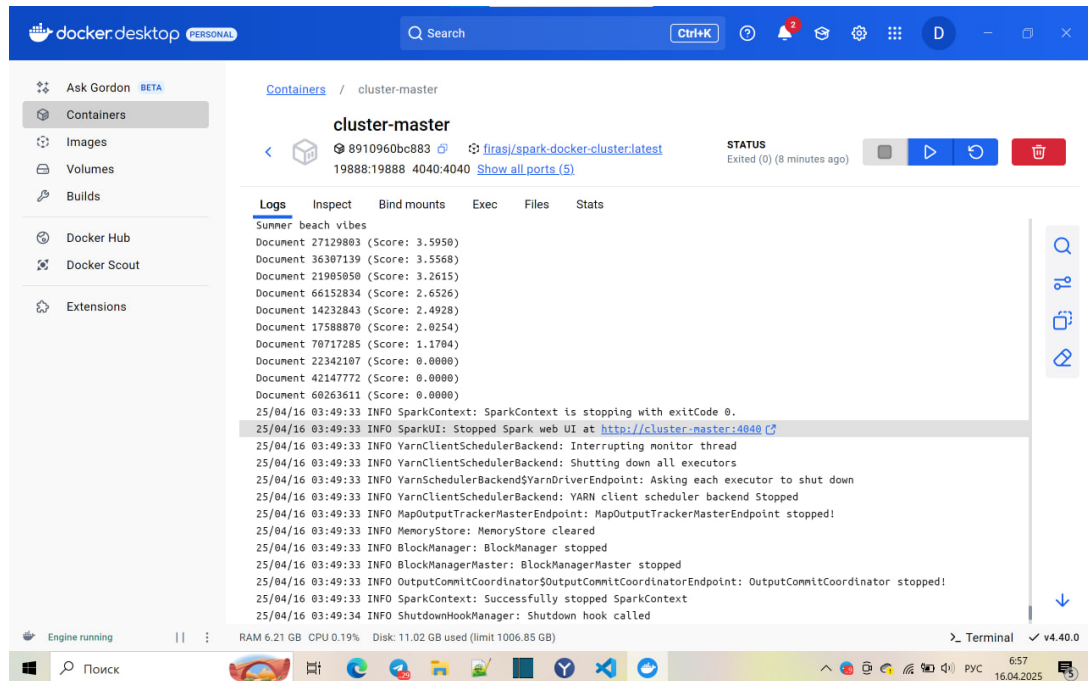 docker.desktop PERSONAL
Search
Ctrl+K
2
D
Ask Gordon BETA
Containers
Images
Volumes
Builds
Docker Hub
Docker Scout
Extensions
Containers / cluster-master
cluster-master
8910960bc883 firasj/spark-docker-cluster:latest
19888:19888 4040:4040 Show all ports (5)
STATUS
Exited (0) (8 minutes ago)
Logs Inspect Bind mounts Exec Files Stats
Summer beach vibes
Document 27129803 (Score: 3.5950)
Document 36307139 (Score: 3.5568)
Document 21905050 (Score: 3.2615)
Document 66152834 (Score: 2.6526)
Document 14232843 (Score: 2.4928)
Document 17588870 (Score: 2.0254)
Document 70717285 (Score: 1.1704)
Document 22342107 (Score: 0.0000)
Document 42147772 (Score: 0.0000)
Document 60263611 (Score: 0.0000)
25/04/16 03:49:33 INFO SparkContext: SparkContext is stopping with exitCode 0.
25/04/16 03:49:33 INFO SparkUI: Stopped Spark web UI at http://cluster-master:4040
25/04/16 03:49:33 INFO YarnClientSchedulerBackend: Interrupting monitor thread
25/04/16 03:49:33 INFO YarnClientSchedulerBackend: Shutting down all executors
25/04/16 03:49:33 INFO YarnSchedulerBackend$YarnDriverEndpoint: Asking each executor to shut down
25/04/16 03:49:33 INFO YarnClientSchedulerBackend: YARN client scheduler backend Stopped
25/04/16 03:49:33 INFO MapOutputTrackerMasterEndpoint: MapOutputTrackerMasterEndpoint stopped!
25/04/16 03:49:33 INFO MemoryStore: MemoryStore cleared
25/04/16 03:49:33 INFO BlockManager: BlockManager stopped
25/04/16 03:49:33 INFO BlockManagerMaster: BlockManagerMaster stopped
25/04/16 03:49:33 INFO OutputCommitCoordinator$OutputCommitCoordinatorEndpoint: OutputCommitCoordinator stopped!
25/04/16 03:49:33 INFO SparkContext: Successfully stopped SparkContext
25/04/16 03:49:34 INFO ShutdownHookManager: Shutdown hook called
Engine running
RAM 6.21 GB CPU 0.19% Disk: 11.02 GB used (limit 1006.85 GB)
>_ Terminal
v4.40.0
Поиск
РУС
6:57
16.04.2025
5